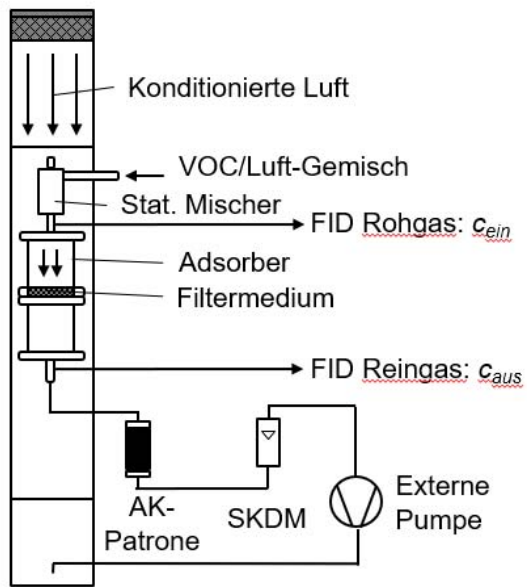 Konditionierte Luft
VOC/Luft-Gemisch
Stat. Mischer
FID Rohgas: cein
Adsorber
Filtermedium
FID Reingas: caus
AK-
Patrone
SKDM
Externe
Pumpe